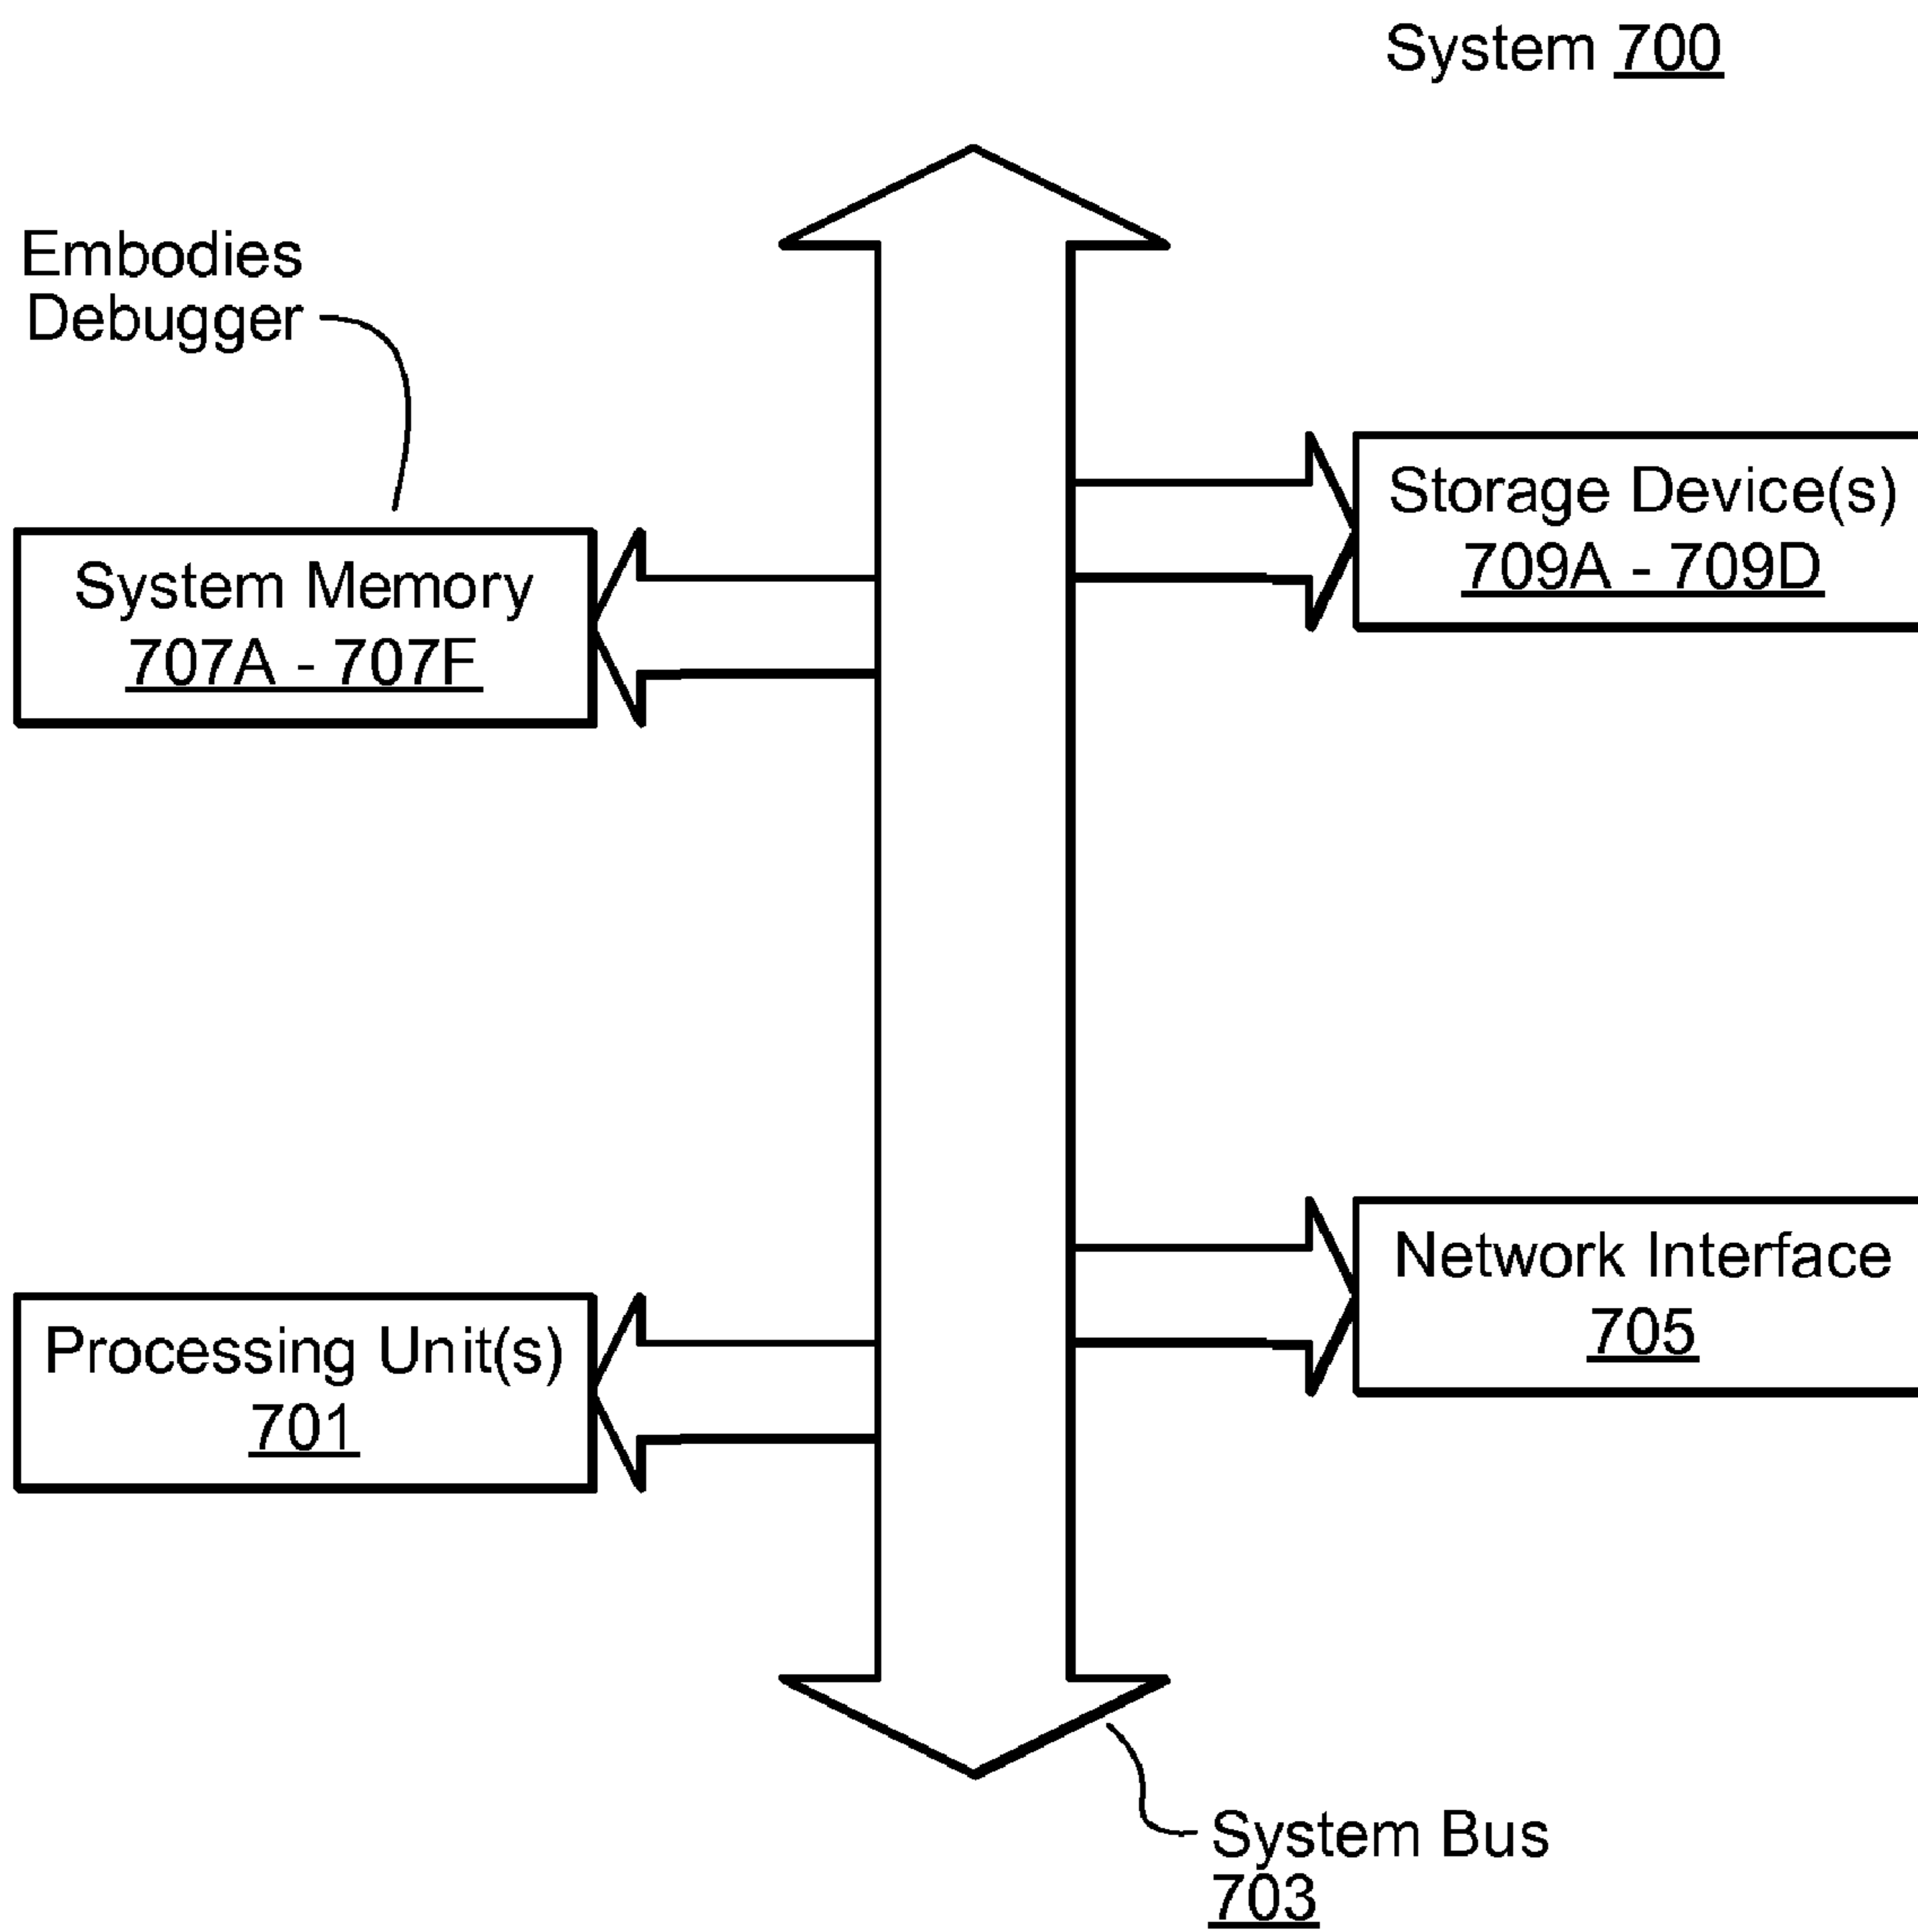 System 700
Embodies
Debugger
Storage Device(s)
709A - 709D
System Memory
707A - 707F
Network Interface
705
Processing Unit(s)
701
System Bus
703